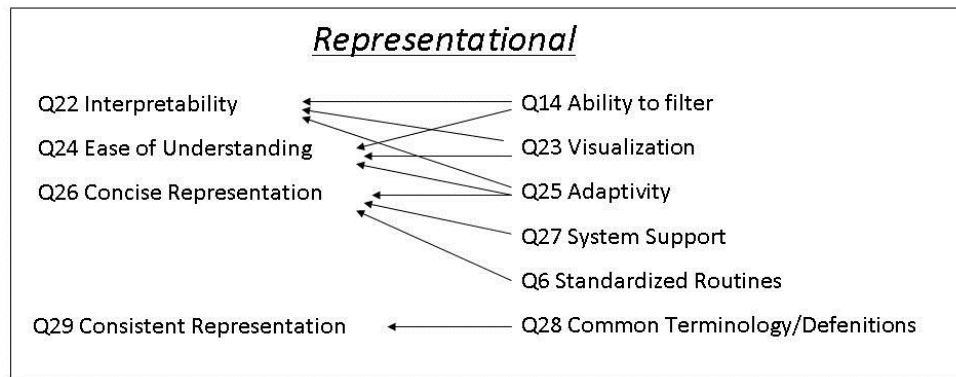 Representational
Q22 Interpretability
Q24 Ease of Understanding
Q26 Concise Representation
Q29 Consistent Representation
Q14 Ability to filter
Q23 Visualization
Q25 Adaptivity
Q27 System Support
Q6 Standardized Routines
Q28 Common Terminology/Defenitions